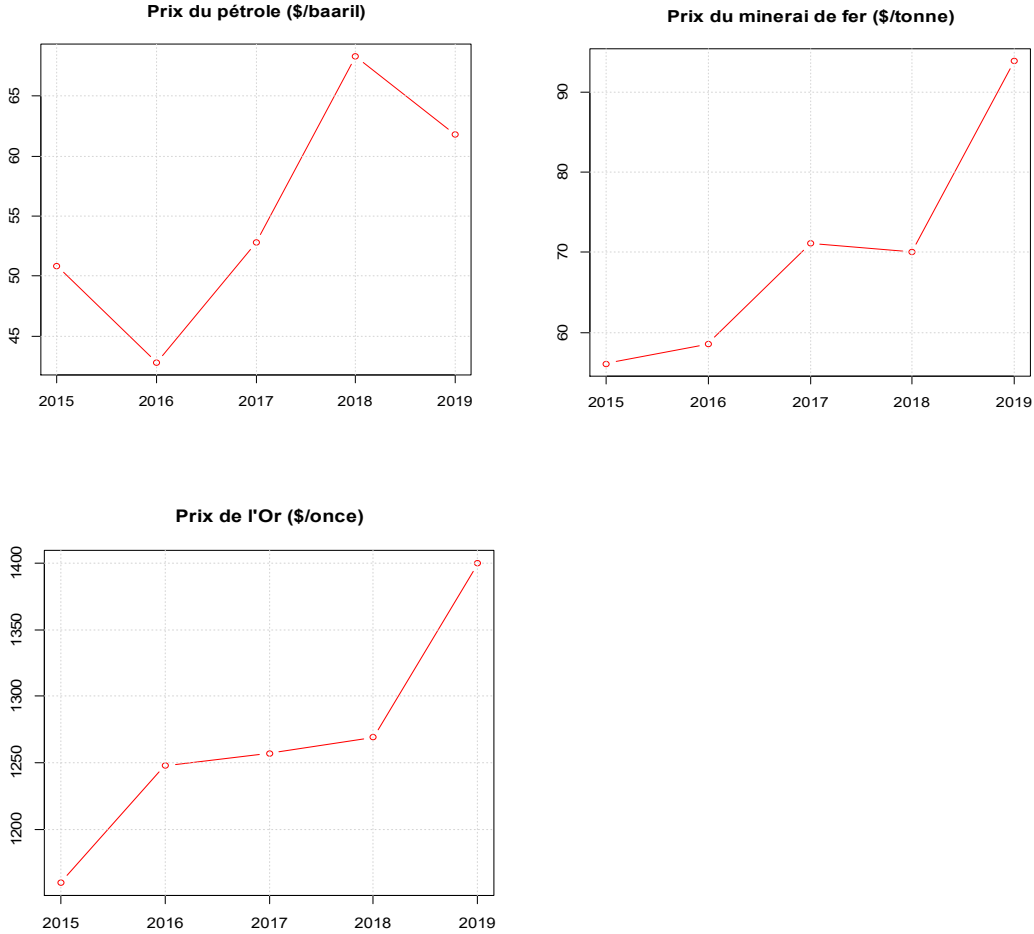 Prix du pétrole ($/baaril)
65
60
55
50
45
2015 2016 2017 2018 2019
Prix du minerai de fer ($/tonne)
90
80
70
60
2015 2016 2017 2018 2019
Prix de l'Or ($/once)
1400
1350
1300
1250
1200
2015 2016 2017 2018 2019